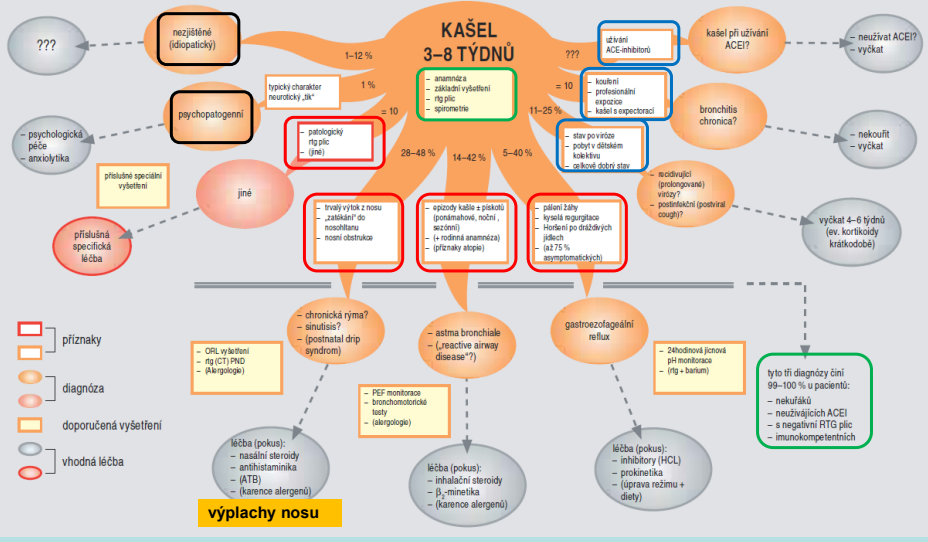 KAŠEL
3–8 TÝDNŮ
– anamnéza
– základní vyšetření
– rtg plic
– spirometrie
???
nezjištěné
(idiopatický)
1–12 %
– psychologická
péče
– anxiolytika
psychopatogenní
typický charakter
neurotický „tik“
1 %
příslušné speciální
vyšetření
příslušná
specifická
léčba
jiné
– patologický
rtg plic
– (jiné)
= 10
???
užívání
ACE-inhibitorů
kašel při užívání
ACEI?
– neužívat ACEI?
– vyčkat
= 10
– kouření
– profesionální
expozice
– kašel s expectorací
bronchitis
chronica?
– nekouřit
– vyčkat
11–25 %
– stav po viróze
– pobyt v dětském
kolektivu
– celkově dobrý stav
– recidivující
(prolongované)
virózy?
– postinfekční (postviral
cough)?
vyčkat 4–6 týdnů
(ev. kortikoidy
krátkodobě)
28–48 %
– trvalý výtok z nosu
– „zatékání“ do
nosohltanu
– nosní obstrukce
14–42 %
– epizody kašle ± pískotů
(ponámahové, noční ,
sezónní)
– (+ rodinná anamnéza)
– (příznaky atopie)
5–40 %
– pálení žáhy
– kyselá regurgitace
– Horšení po dráždivých
jídlech
– (až 75 %
asymptomatických)
– chronická rýma?
– sinutisis?
– (postnatal drip
syndrom)
– ORL vyšetření
– rtg (CT) PND
– (Alergologie)
léčba (pokus):
– nasální steroidy
– antihistaminika
– (ATB)
– (karence alergenů)
výplachy nosu
– astma bronchiale
– („reactive airway
disease“?)
– PEF monitorace
– bronchomotorické
testy
– (alergologie)
léčba (pokus):
– inhalační steroidy
– β2-minetika
– (karence alergenů)
gastroezofageální
reflux
– 24hodinová jícnová
pH monitorace
– (rtg + barium)
léčba (pokus):
– inhibitory (HCL)
– prokinetika
– (úprava režimu +
diety)
tyto tři diagnózy činí
99–100 % u pacientů:
– nekuřáků
– neužívajících ACEI
– s negativní RTG plic
– imunokompetentních
příznaky
diagnóza
doporučená vyšetření
vhodná léčba